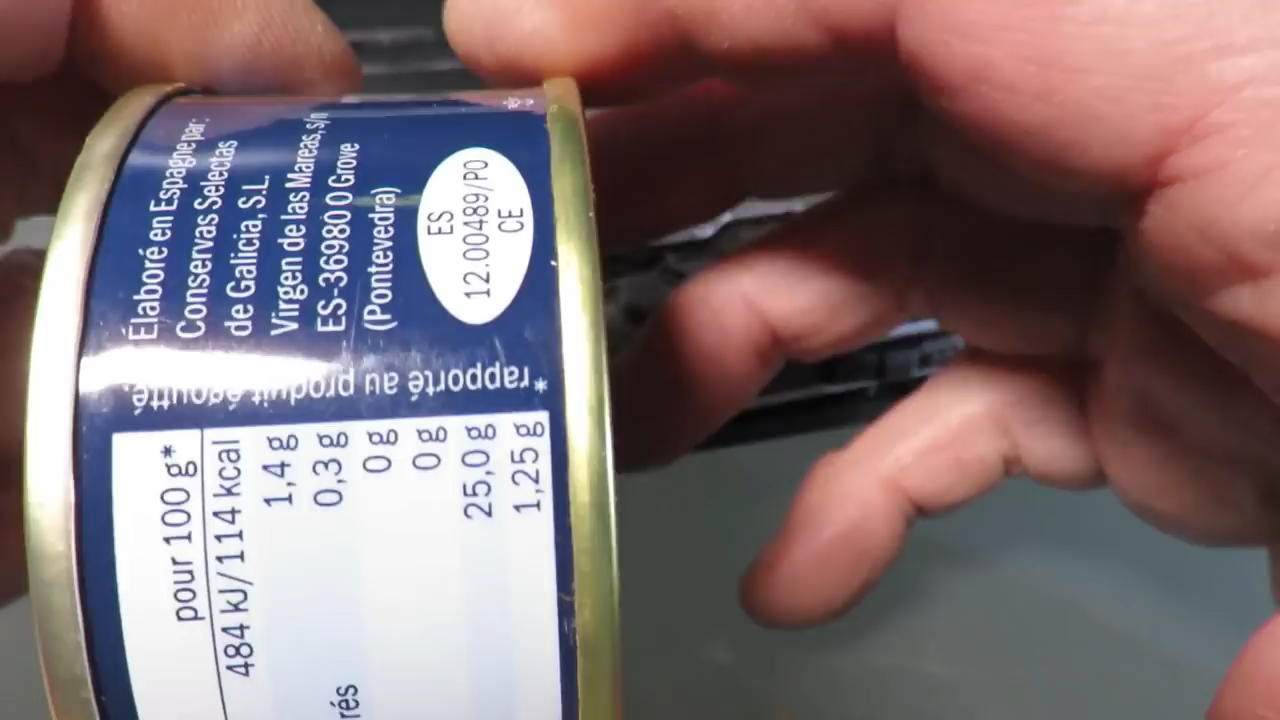 Élaboré en Espagne par:
Conservas Selectas
de Galicia, S.L.
Virgen de las Mareas, s/n
ES-36980 O Grove
(Pontevedra)
ES
12.00489/PO
CE
*rapporté au produit égoutté.
pour 100 g*
484 kJ/114 kcal
1,4 g
0,3 g
0 g
0 g
25,0 g
1,25 g
rés